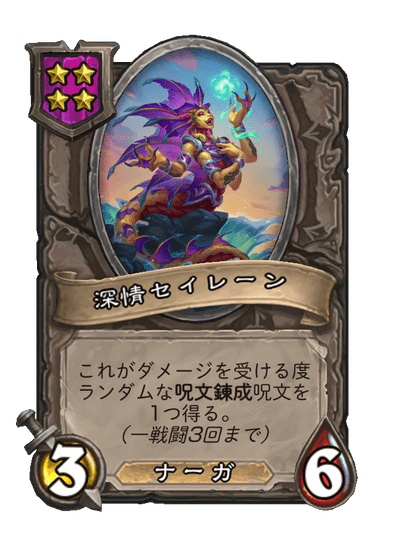 深情セイレーン
これがダメージを受ける度
ランダムな呪文錬成呪文を
1つ得る。
(一戦闘3回まで)
3
ナーガ
6